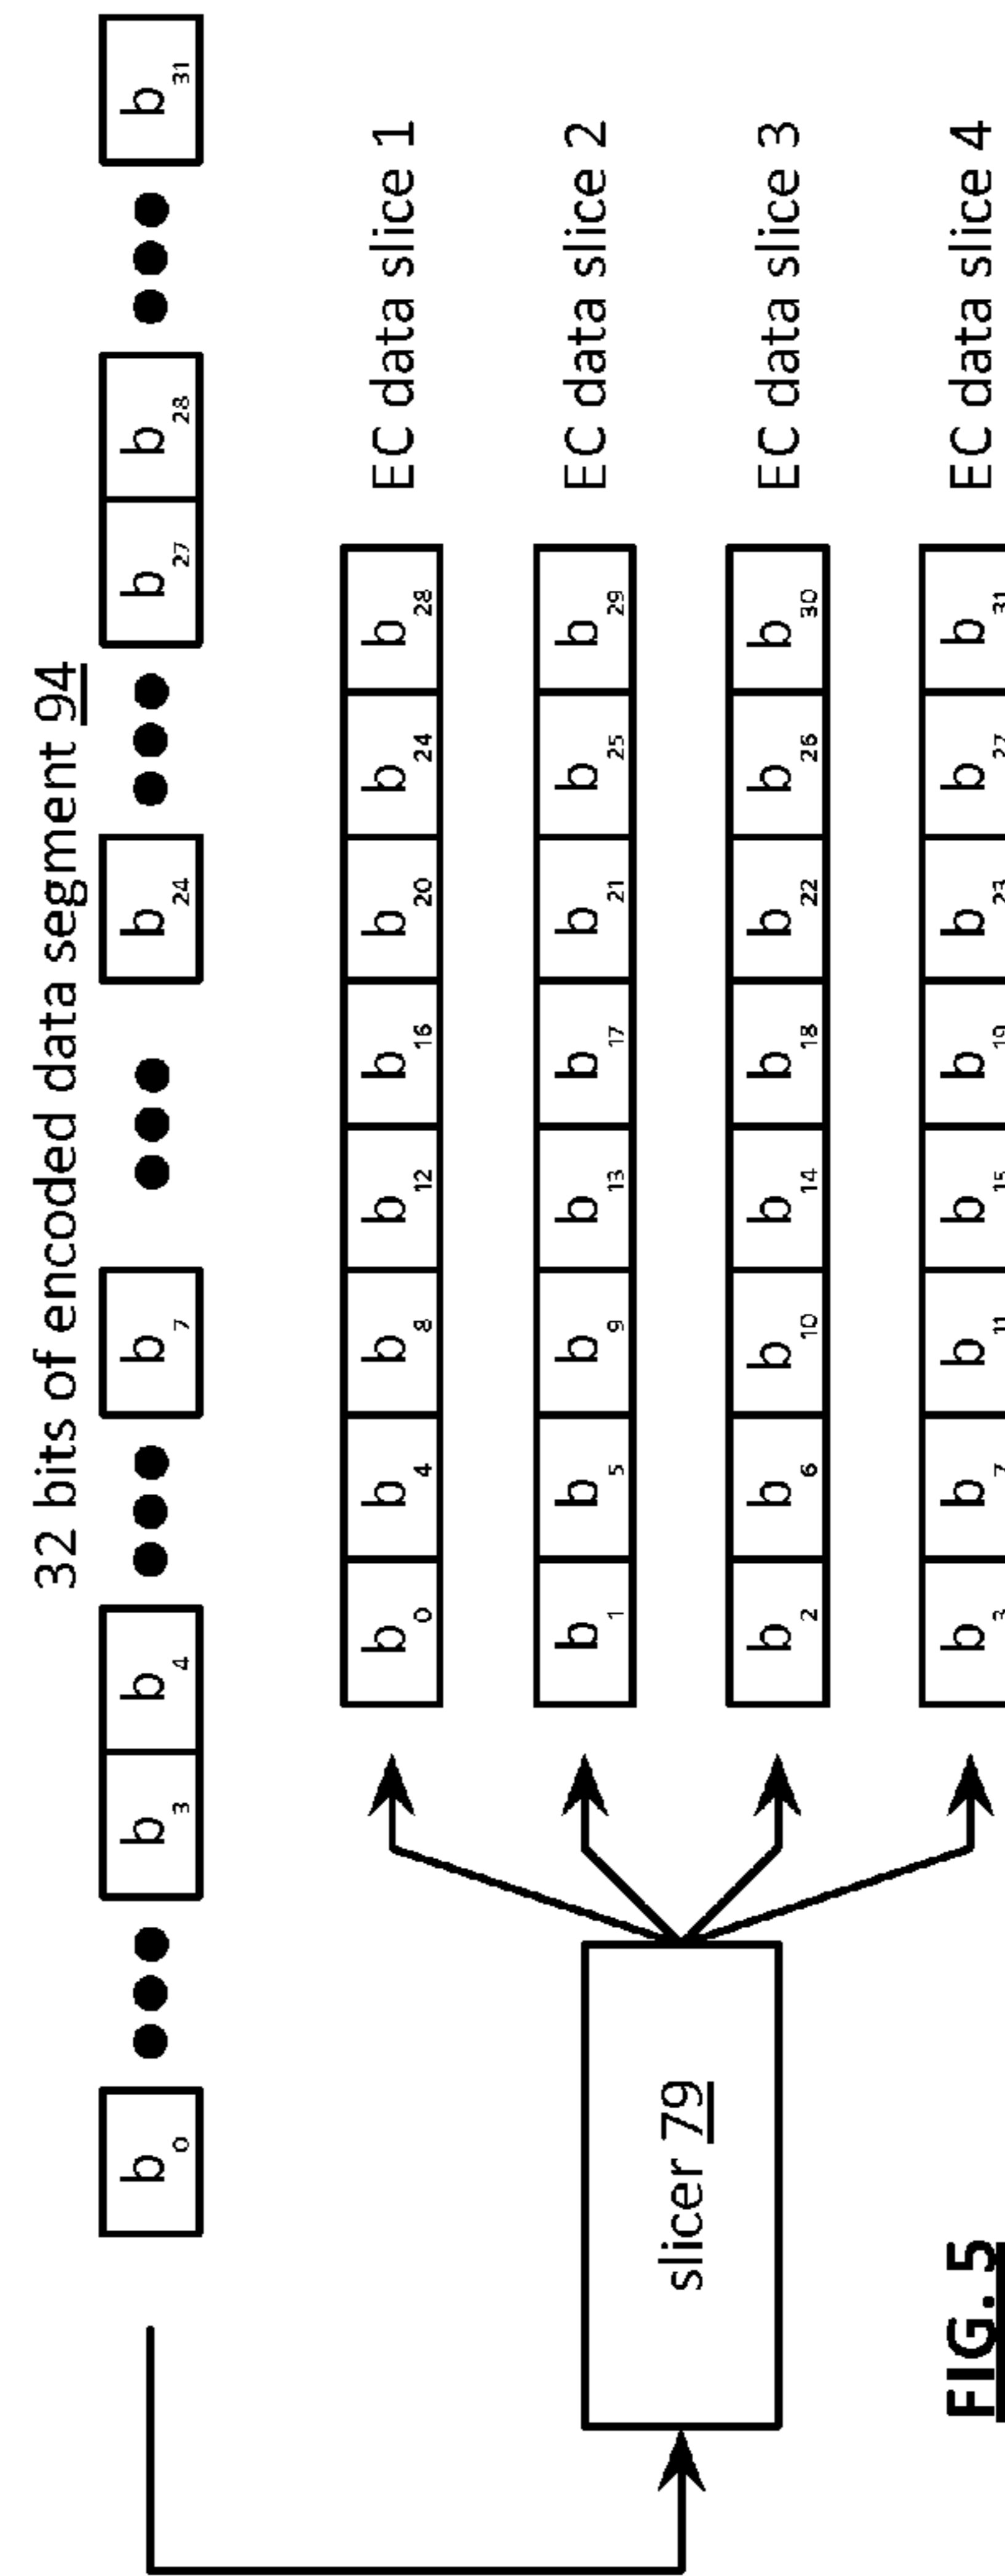 32 bits of encoded data segment 94
b0 ●●● b3 b4 ●●● b7 ●●● b24 ●●● b27 b28 ●●● b31
b0 b4 b8 b12 b16 b20 b24 b28 EC data slice 1
b1 b5 b9 b13 b17 b21 b25 b29 EC data slice 2
slicer 79
b2 b6 b10 b14 b18 b22 b26 b30 EC data slice 3
b3 b7 b11 b15 b19 b23 b27 b31 EC data slice 4
FIG. 5